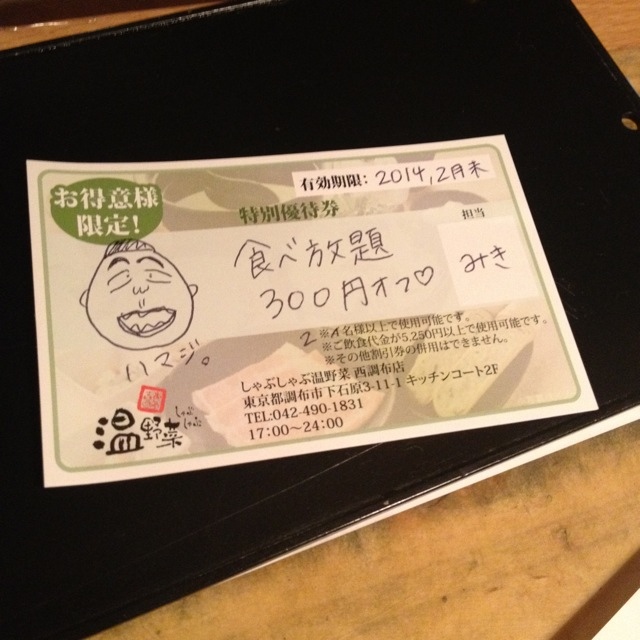 お得意様
限定!
有効期限: 2014,2月末
特別優待券
担当
食べ放題
300円オフ♡
みき
ハマジ。
2 ※4名様以上で使用可能です。
※ご飲食代金が5,250円以上で使用可能です。
※その他割引券の併用はできません。
しゃぶしゃぶ温野菜 西調布店
東京都調布市下石原3-11-1 キッチンコート2F
TEL:042-490-1831
17:00~24:00
しゃぶしゃぶ
温野菜